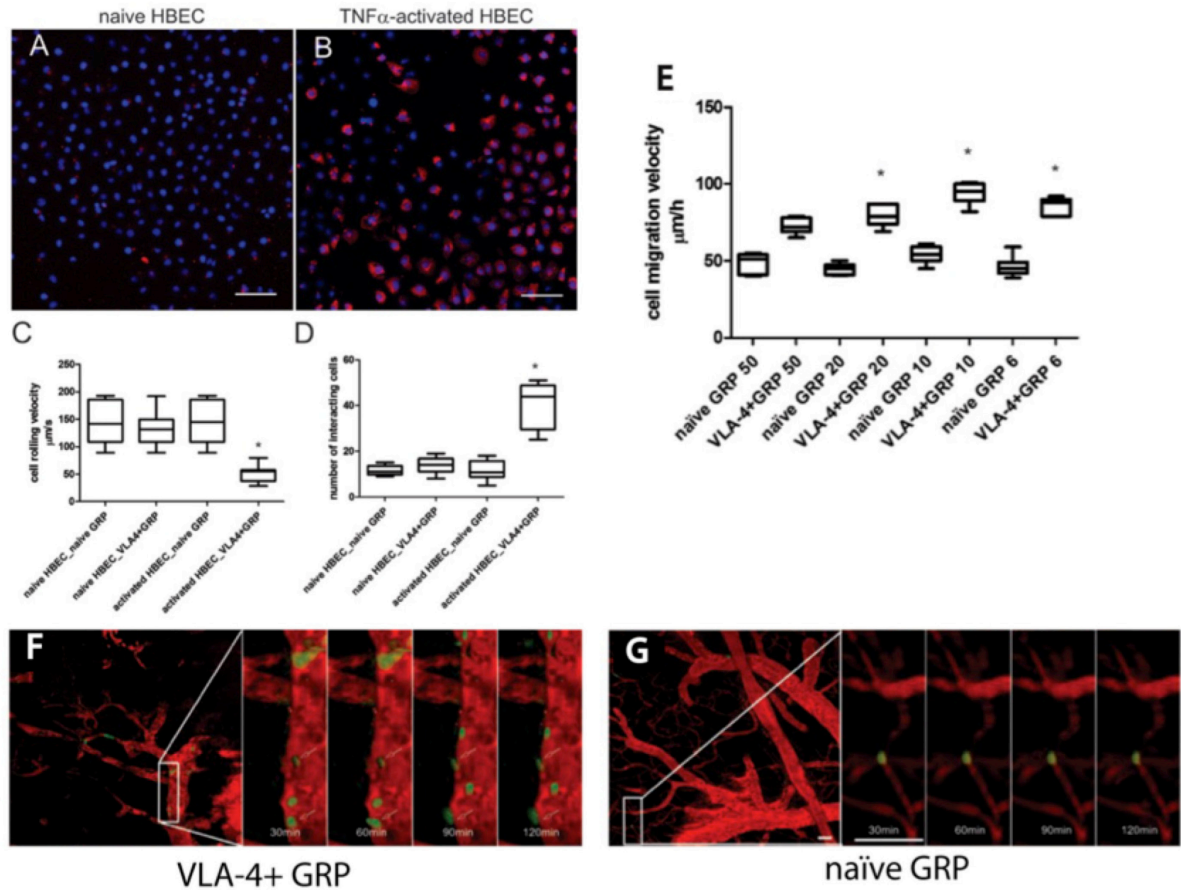 naive HBEC
TNFα-activated HBEC
A
B
C
cell rolling velocity
μm/s
250
200
150
100
50
0
*
naive HBEC_naive GRP
naive HBEC_VLA4+GRP
activated HBEC_naive GRP
activated HBEC_VLA4+GRP
D
number of interacting cells
60
40
20
0
*
naive HBEC_naive GRP
naive HBEC_VLA4+GRP
activated HBEC_naive GRP
activated HBEC_VLA4+GRP
E
cell migration velocity
μm/h
150
100
50
0
*
*
*
naïve GRP 50
VLA-4+GRP 50
naïve GRP 20
VLA-4+GRP 20
naïve GRP 10
VLA-4+GRP 10
naïve GRP 6
VLA-4+GRP 6
F
30min
60min
90min
120min
VLA-4+ GRP
G
30min
60min
90min
120min
naïve GRP